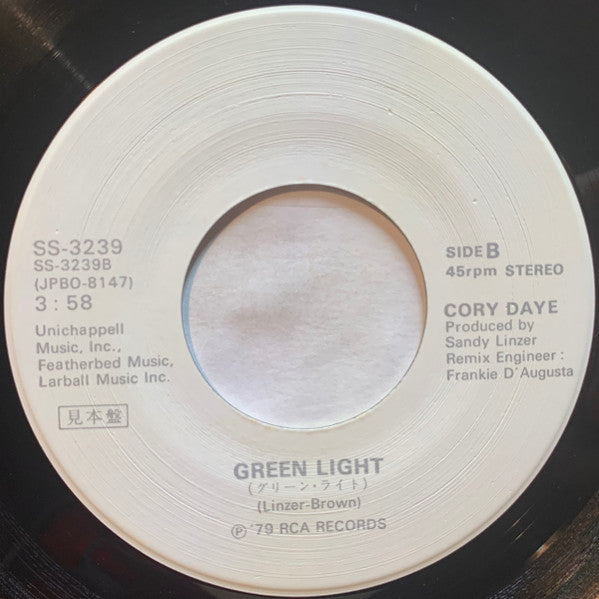 SS-3239
SS-3239B
(JPBO-8147)
3:58
Unichappell
Music, Inc.,
Featherbed Music,
Larball Music Inc.
見本盤
SIDE B
45rpm STEREO
CORY DAYE
Produced by
Sandy Linzer
Remix Engineer:
Frankie D'Augusta
GREEN LIGHT
(グリーン・ライト)
(Linzer-Brown)
Ⓟ '79 RCA RECORDS